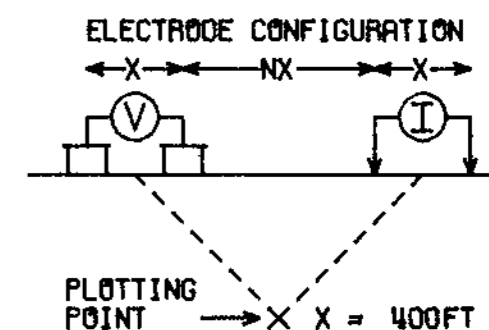 ELECTRODE CONFIGURATION
X NX X
V I
PLOTTING
POINT X X = 400FT